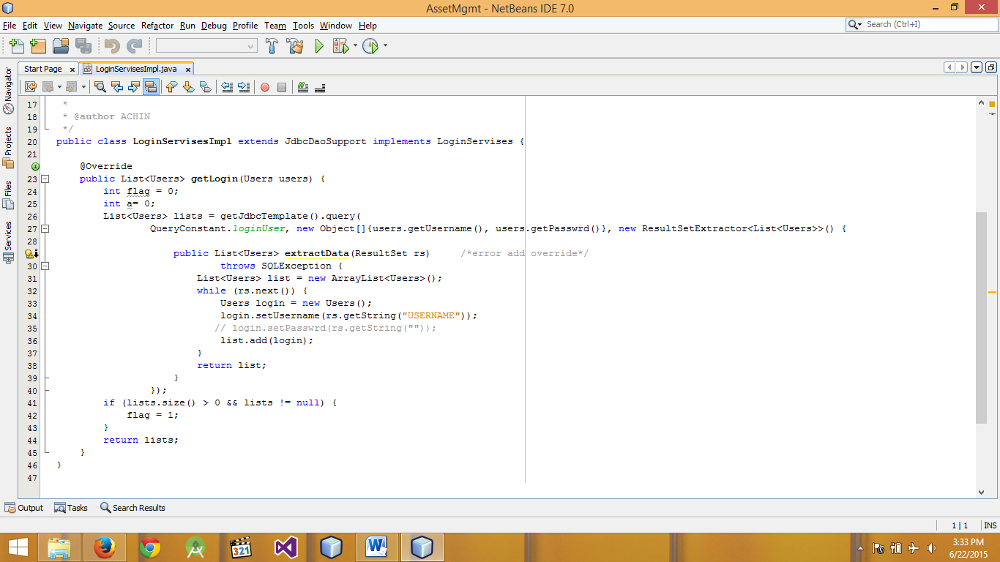 AssetMgmt - NetBeans IDE 7.0
File Edit View Navigate Source Refactor Run Debug Profile Team Tools Window Help
Search (Ctrl+I)
Start Page x LoginServisesImpl.java x
Navigator
Projects
Files
Services
17 *
18 * @author ACHIN
19 */
20 public class LoginServisesImpl extends JdbcDaoSupport implements LoginServises {
21
@Override
23 public List<Users> getLogin(Users users) {
24 int flag = 0;
25 int a= 0;
26 List<Users> lists = getJdbcTemplate().query(
27 QueryConstant.loginUser, new Object[]{users.getUsername(), users.getPasswrd()}, new ResultSetExtractor<List<Users>>() {
28
public List<Users> extractData(ResultSet rs) /*error add override*/
30 throws SQLException {
31 List<Users> list = new ArrayList<Users>();
32 while (rs.next()) {
33 Users login = new Users();
34 login.setUsername(rs.getString("USERNAME"));
35 // login.setPasswrd(rs.getString(""));
36 list.add(login);
37 }
38 return list;
39 }
40 });
41 if (lists.size() > 0 && lists != null) {
42 flag = 1;
43 }
44 return lists;
45 }
46 }
47
Output Tasks Search Results
1 | 1 INS
321
3:33 PM
6/22/2015